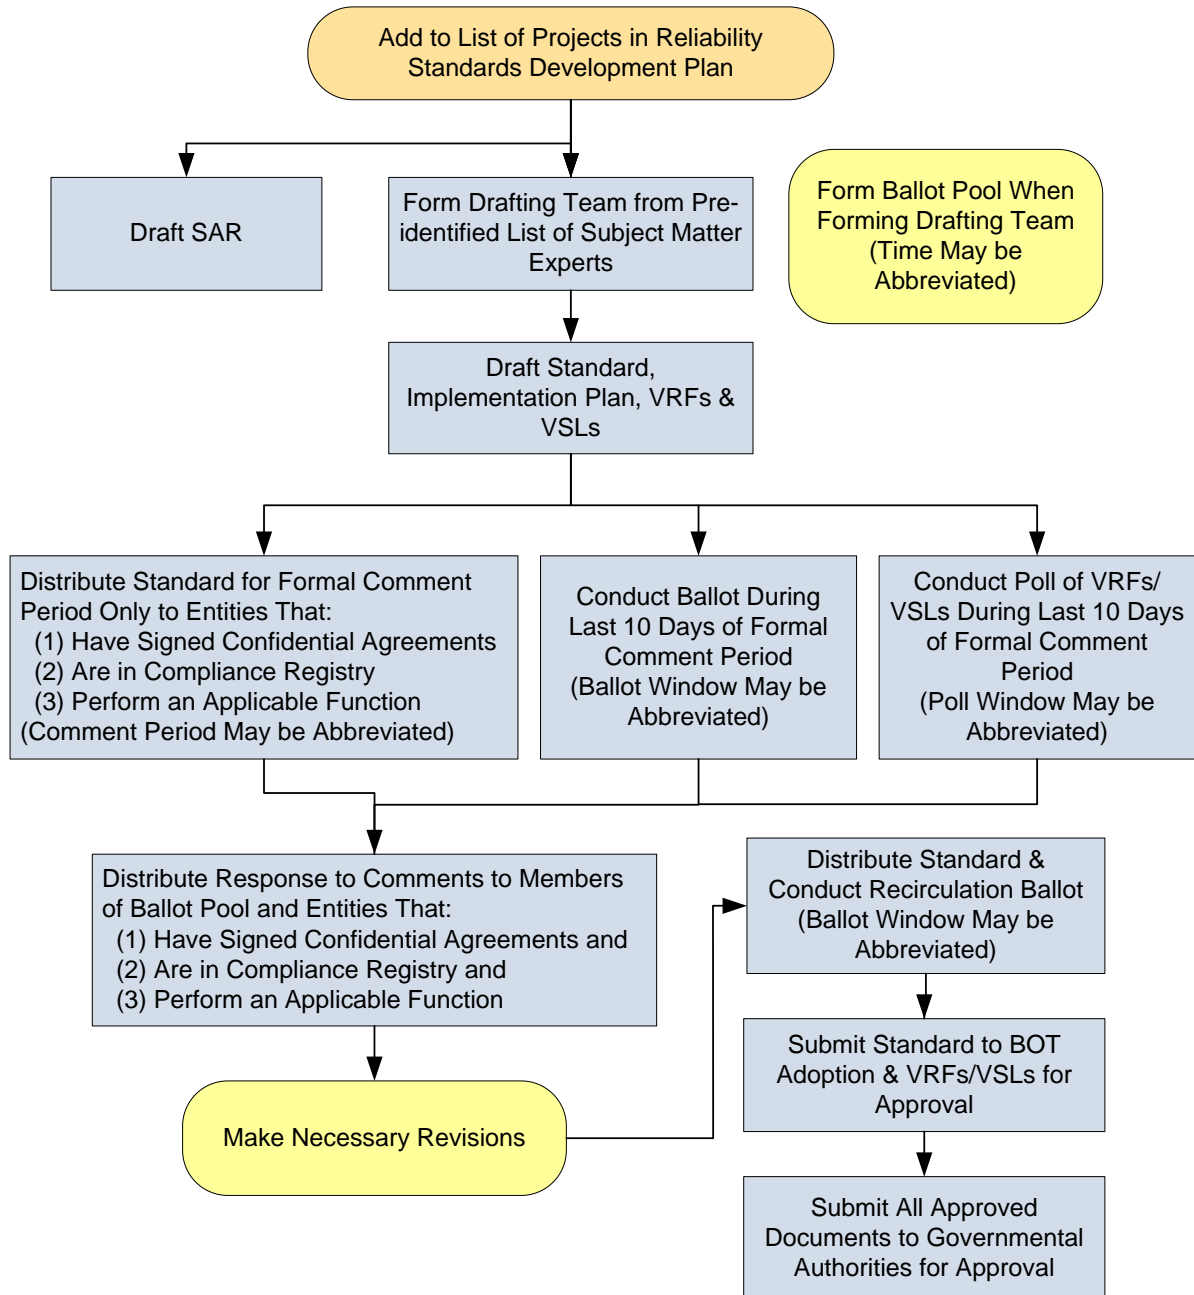 Add to List of Projects in Reliability
Standards Development Plan
Draft SAR
Form Drafting Team from Pre-
identified List of Subject Matter
Experts
Form Ballot Pool When
Forming Drafting Team
(Time May be
Abbreviated)
Draft Standard,
Implementation Plan, VRFs &
VSLs
Distribute Standard for Formal Comment
Period Only to Entities That:
(1) Have Signed Confidential Agreements
(2) Are in Compliance Registry
(3) Perform an Applicable Function
(Comment Period May be Abbreviated)
Conduct Ballot During
Last 10 Days of Formal
Comment Period
(Ballot Window May be
Abbreviated)
Conduct Poll of VRFs/
VSLs During Last 10 Days
of Formal Comment
Period
(Poll Window May be
Abbreviated)
Distribute Response to Comments to Members
of Ballot Pool and Entities That:
(1) Have Signed Confidential Agreements and
(2) Are in Compliance Registry and
(3) Perform an Applicable Function
Make Necessary Revisions
Distribute Standard &
Conduct Recirculation Ballot
(Ballot Window May be
Abbreviated)
Submit Standard to BOT
Adoption & VRFs/VSLs for
Approval
Submit All Approved
Documents to Governmental
Authorities for Approval